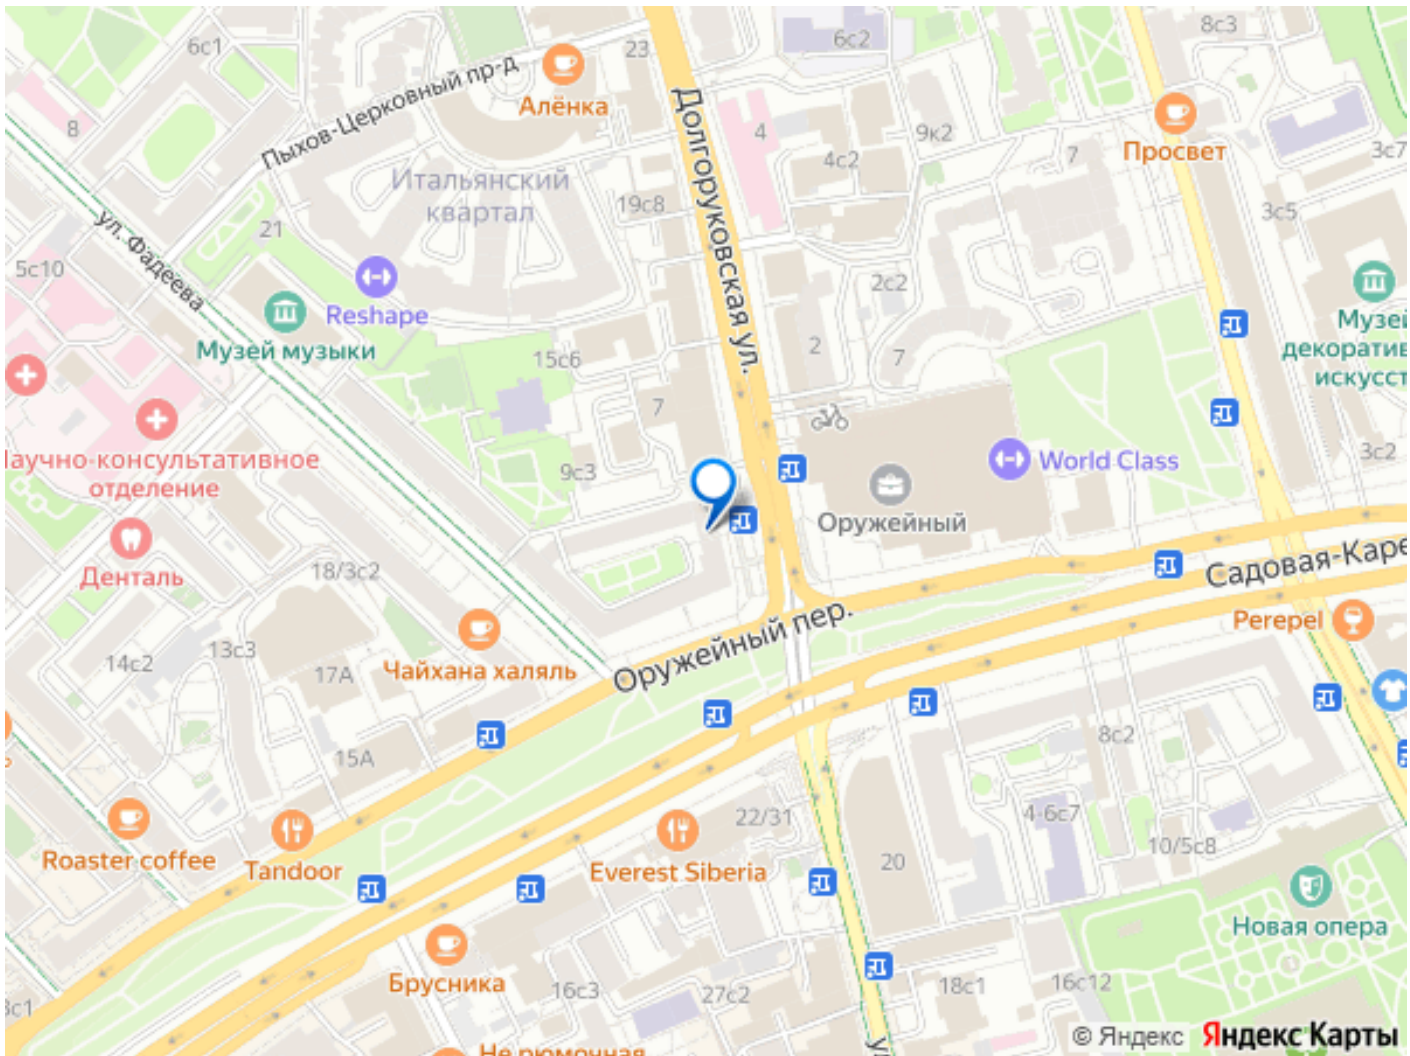 6с1
23
6с2
8с3
Пыхов-Церковный пр-д
Алёнка
Долгоруковская ул.
8
4
9к2
4с2
7
Просвет
3с7
Итальянский
квартал
19с8
3с5
ул. Фадеева
21
5с10
2с2
Reshape
Музей музыки
15с6
2
7
Музей
декоратив
искусст
7
аучно-консультативное
отделение
9с3
World Class
3с2
Оружейный
Денталь
18/3с2
Садовая-Каре
Оружейный пер.
Perepel
14с2
13с3
17А
Чайхана халяль
15А
8с2
22/31
4-6с7
10/5с8
Roaster coffee
Tandoor
Everest Siberia
20
Новая опера
Брусника
16с3
27с2
18с1
16с12
Не рюмочная
© Яндекс
Яндекс Карты